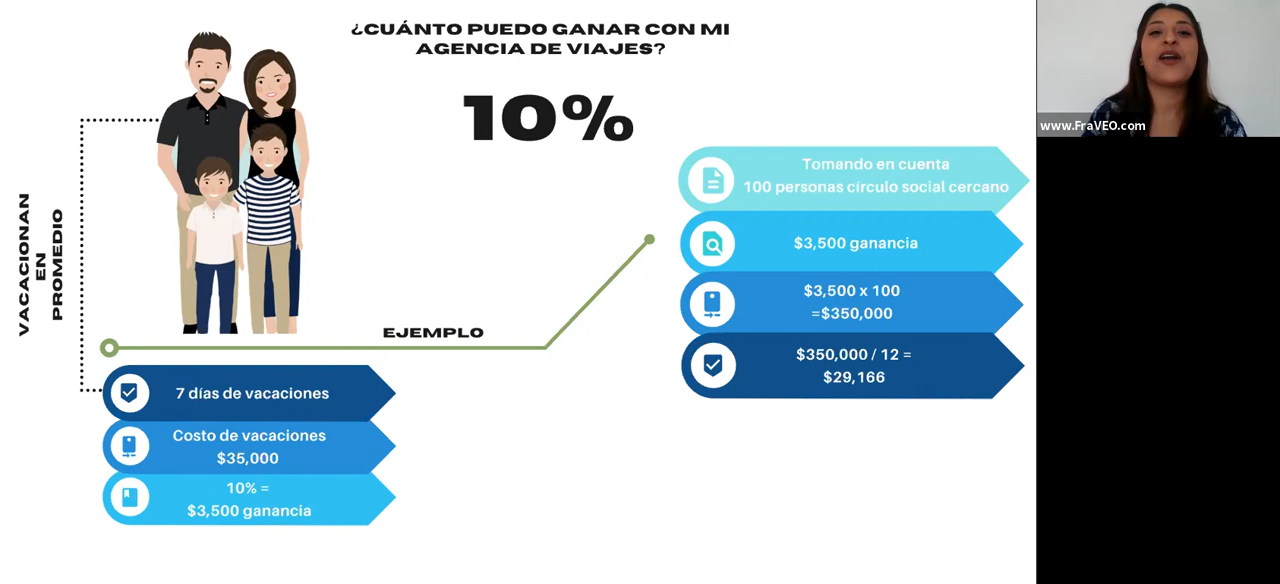 ¿CUÁNTO PUEDO GANAR CON MI
AGENCIA DE VIAJES?
10%
VACACIONAN
EN
PROMEDIO
EJEMPLO
7 días de vacaciones
Costo de vacaciones
$35,000
10% =
$3,500 ganancia
Tomando en cuenta
100 personas círculo social cercano
$3,500 ganancia
$3,500 x 100
=$350,000
$350,000 / 12 =
$29,166
www.FraVEO.com